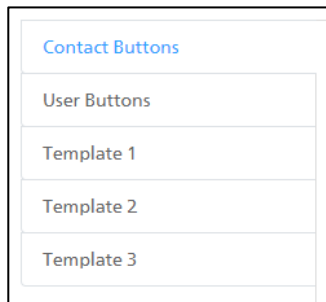 Contact Buttons
User Buttons
Template 1
Template 2
Template 3